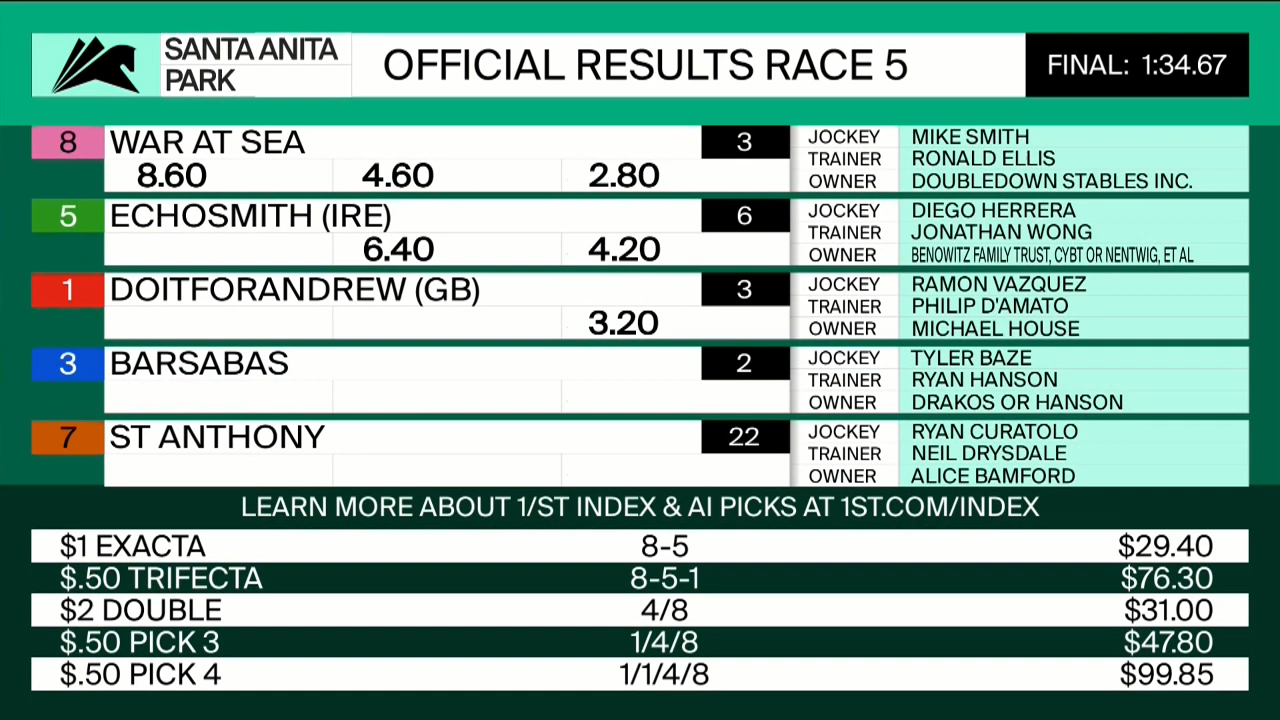 SANTA ANITA
PARK
OFFICIAL RESULTS RACE 5
FINAL: 1:34.67
8 WAR AT SEA 3
8.60 4.60 2.80
JOCKEY MIKE SMITH
TRAINER RONALD ELLIS
OWNER DOUBLEDOWN STABLES INC.
5 ECHOSMITH (IRE) 6
6.40 4.20
JOCKEY DIEGO HERRERA
TRAINER JONATHAN WONG
OWNER BENOWITZ FAMILY TRUST, CYBT OR NENTWIG, ET AL
1 DOITFORANDREW (GB) 3
3.20
JOCKEY RAMON VAZQUEZ
TRAINER PHILIP D'AMATO
OWNER MICHAEL HOUSE
3 BARSABAS 2
JOCKEY TYLER BAZE
TRAINER RYAN HANSON
OWNER DRAKOS OR HANSON
7 ST ANTHONY 22
JOCKEY RYAN CURATOLO
TRAINER NEIL DRYSDALE
OWNER ALICE BAMFORD
LEARN MORE ABOUT 1/ST INDEX & AI PICKS AT 1ST.COM/INDEX
$1 EXACTA 8-5 $29.40
$.50 TRIFECTA 8-5-1 $76.30
$2 DOUBLE 4/8 $31.00
$.50 PICK 3 1/4/8 $47.80
$.50 PICK 4 1/1/4/8 $99.85